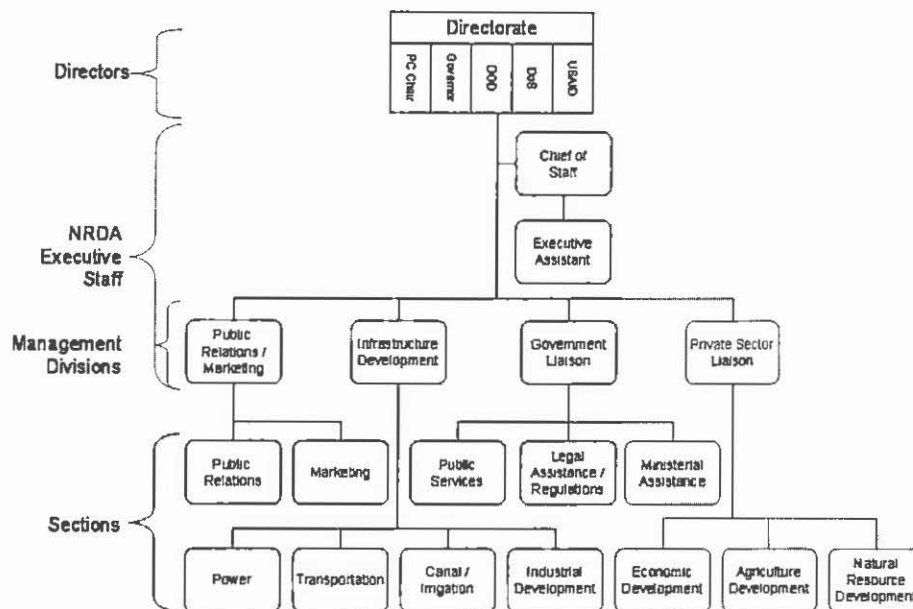 Directorate
Directors
PC Chair
Governor
DOD
DoS
USAID
Chief of
Staff
NRDA
Executive
Staff
Executive
Assistant
Management
Divisions
Public
Relations /
Marketing
Infrastructure
Development
Government
Liaison
Private Sector
Liaison
Sections
Public
Relations
Marketing
Public
Services
Legal
Assistance /
Regulations
Ministerial
Assistance
Power
Transportation
Canal /
Irrigation
Industrial
Development
Economic
Development
Agriculture
Development
Natural
Resource
Development